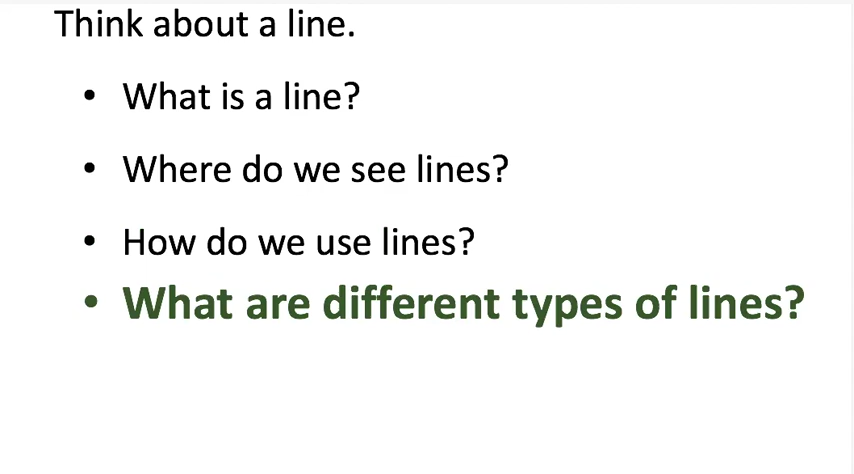 Think about a line.
• What is a line?
• Where do we see lines?
• How do we use lines?
• What are different types of lines?